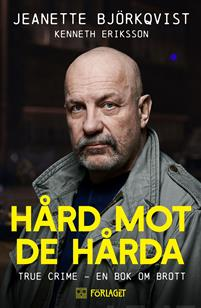 JEANETTE BJÖRKQVIST
KENNETH ERIKSSON
HÅRD MOT
DE HÅRDA
TRUE CRIME – EN BOK OM BROTT
FÖRLAGET